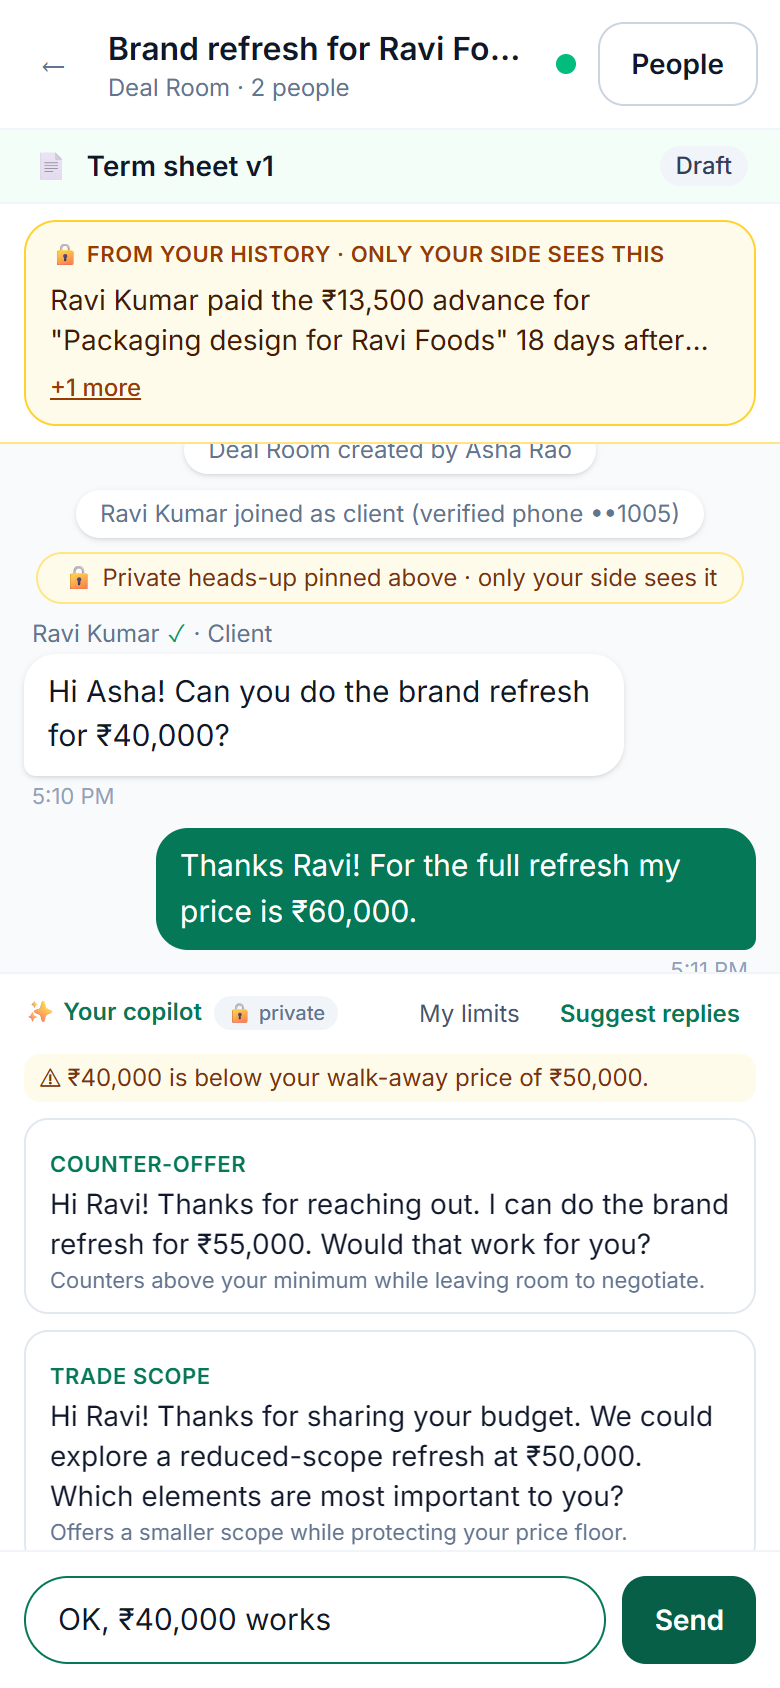 ← Brand refresh for Ravi Fo...
Deal Room · 2 people
People
Term sheet v1
Draft
FROM YOUR HISTORY · ONLY YOUR SIDE SEES THIS
Ravi Kumar paid the ₹13,500 advance for
"Packaging design for Ravi Foods" 18 days after...
+1 more
Deal Room created by Asha Rao
Ravi Kumar joined as client (verified phone ••1005)
Private heads-up pinned above · only your side sees it
Ravi Kumar ✓ · Client
Hi Asha! Can you do the brand refresh
for ₹40,000?
5:10 PM
Thanks Ravi! For the full refresh my
price is ₹60,000.
5:11 PM
Your copilot
private
My limits
Suggest replies
⚠ ₹40,000 is below your walk-away price of ₹50,000.
COUNTER-OFFER
Hi Ravi! Thanks for reaching out. I can do the brand
refresh for ₹55,000. Would that work for you?
Counters above your minimum while leaving room to negotiate.
TRADE SCOPE
Hi Ravi! Thanks for sharing your budget. We could
explore a reduced-scope refresh at ₹50,000.
Which elements are most important to you?
Offers a smaller scope while protecting your price floor.
OK, ₹40,000 works
Send